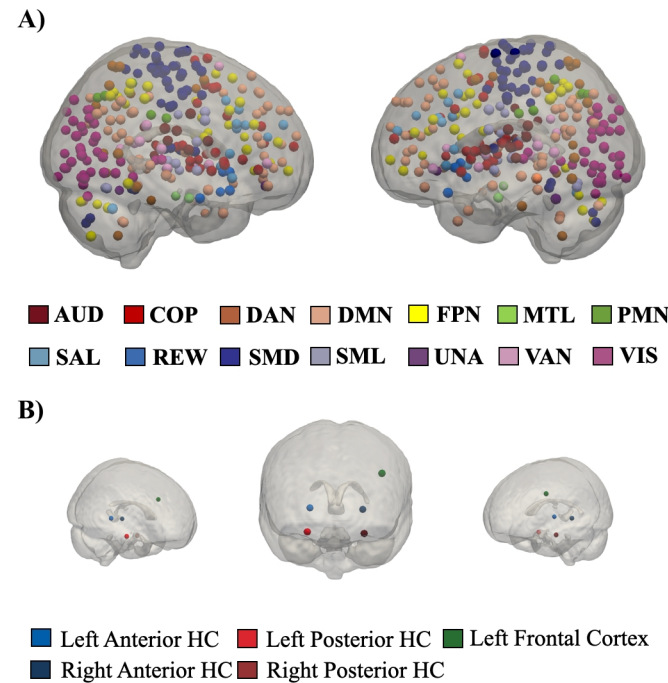 A)
AUD COP DAN DMN FPN MTL PMN
SAL REW SMD SML UNA VAN VIS
B)
Left Anterior HC Left Posterior HC Left Frontal Cortex
Right Anterior HC Right Posterior HC